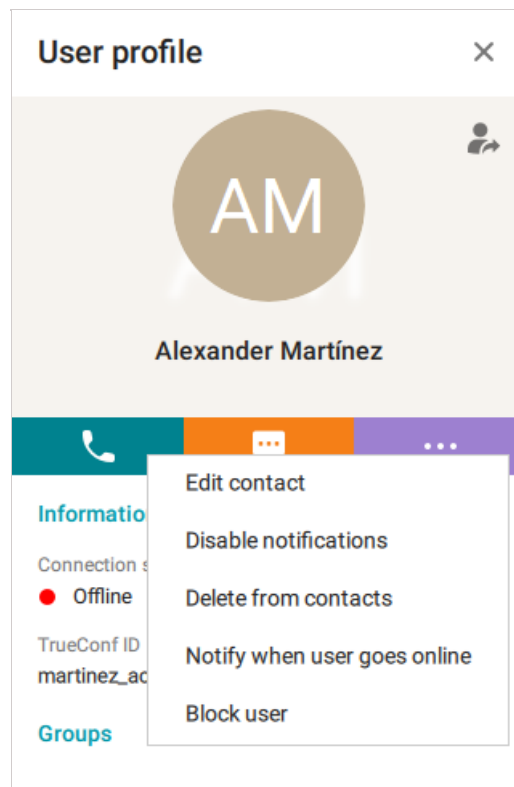 User profile
AM
Alexander Martínez
Edit contact
Disable notifications
Delete from contacts
Notify when user goes online
Block user
Connection
Offline
TrueConf ID
Groups